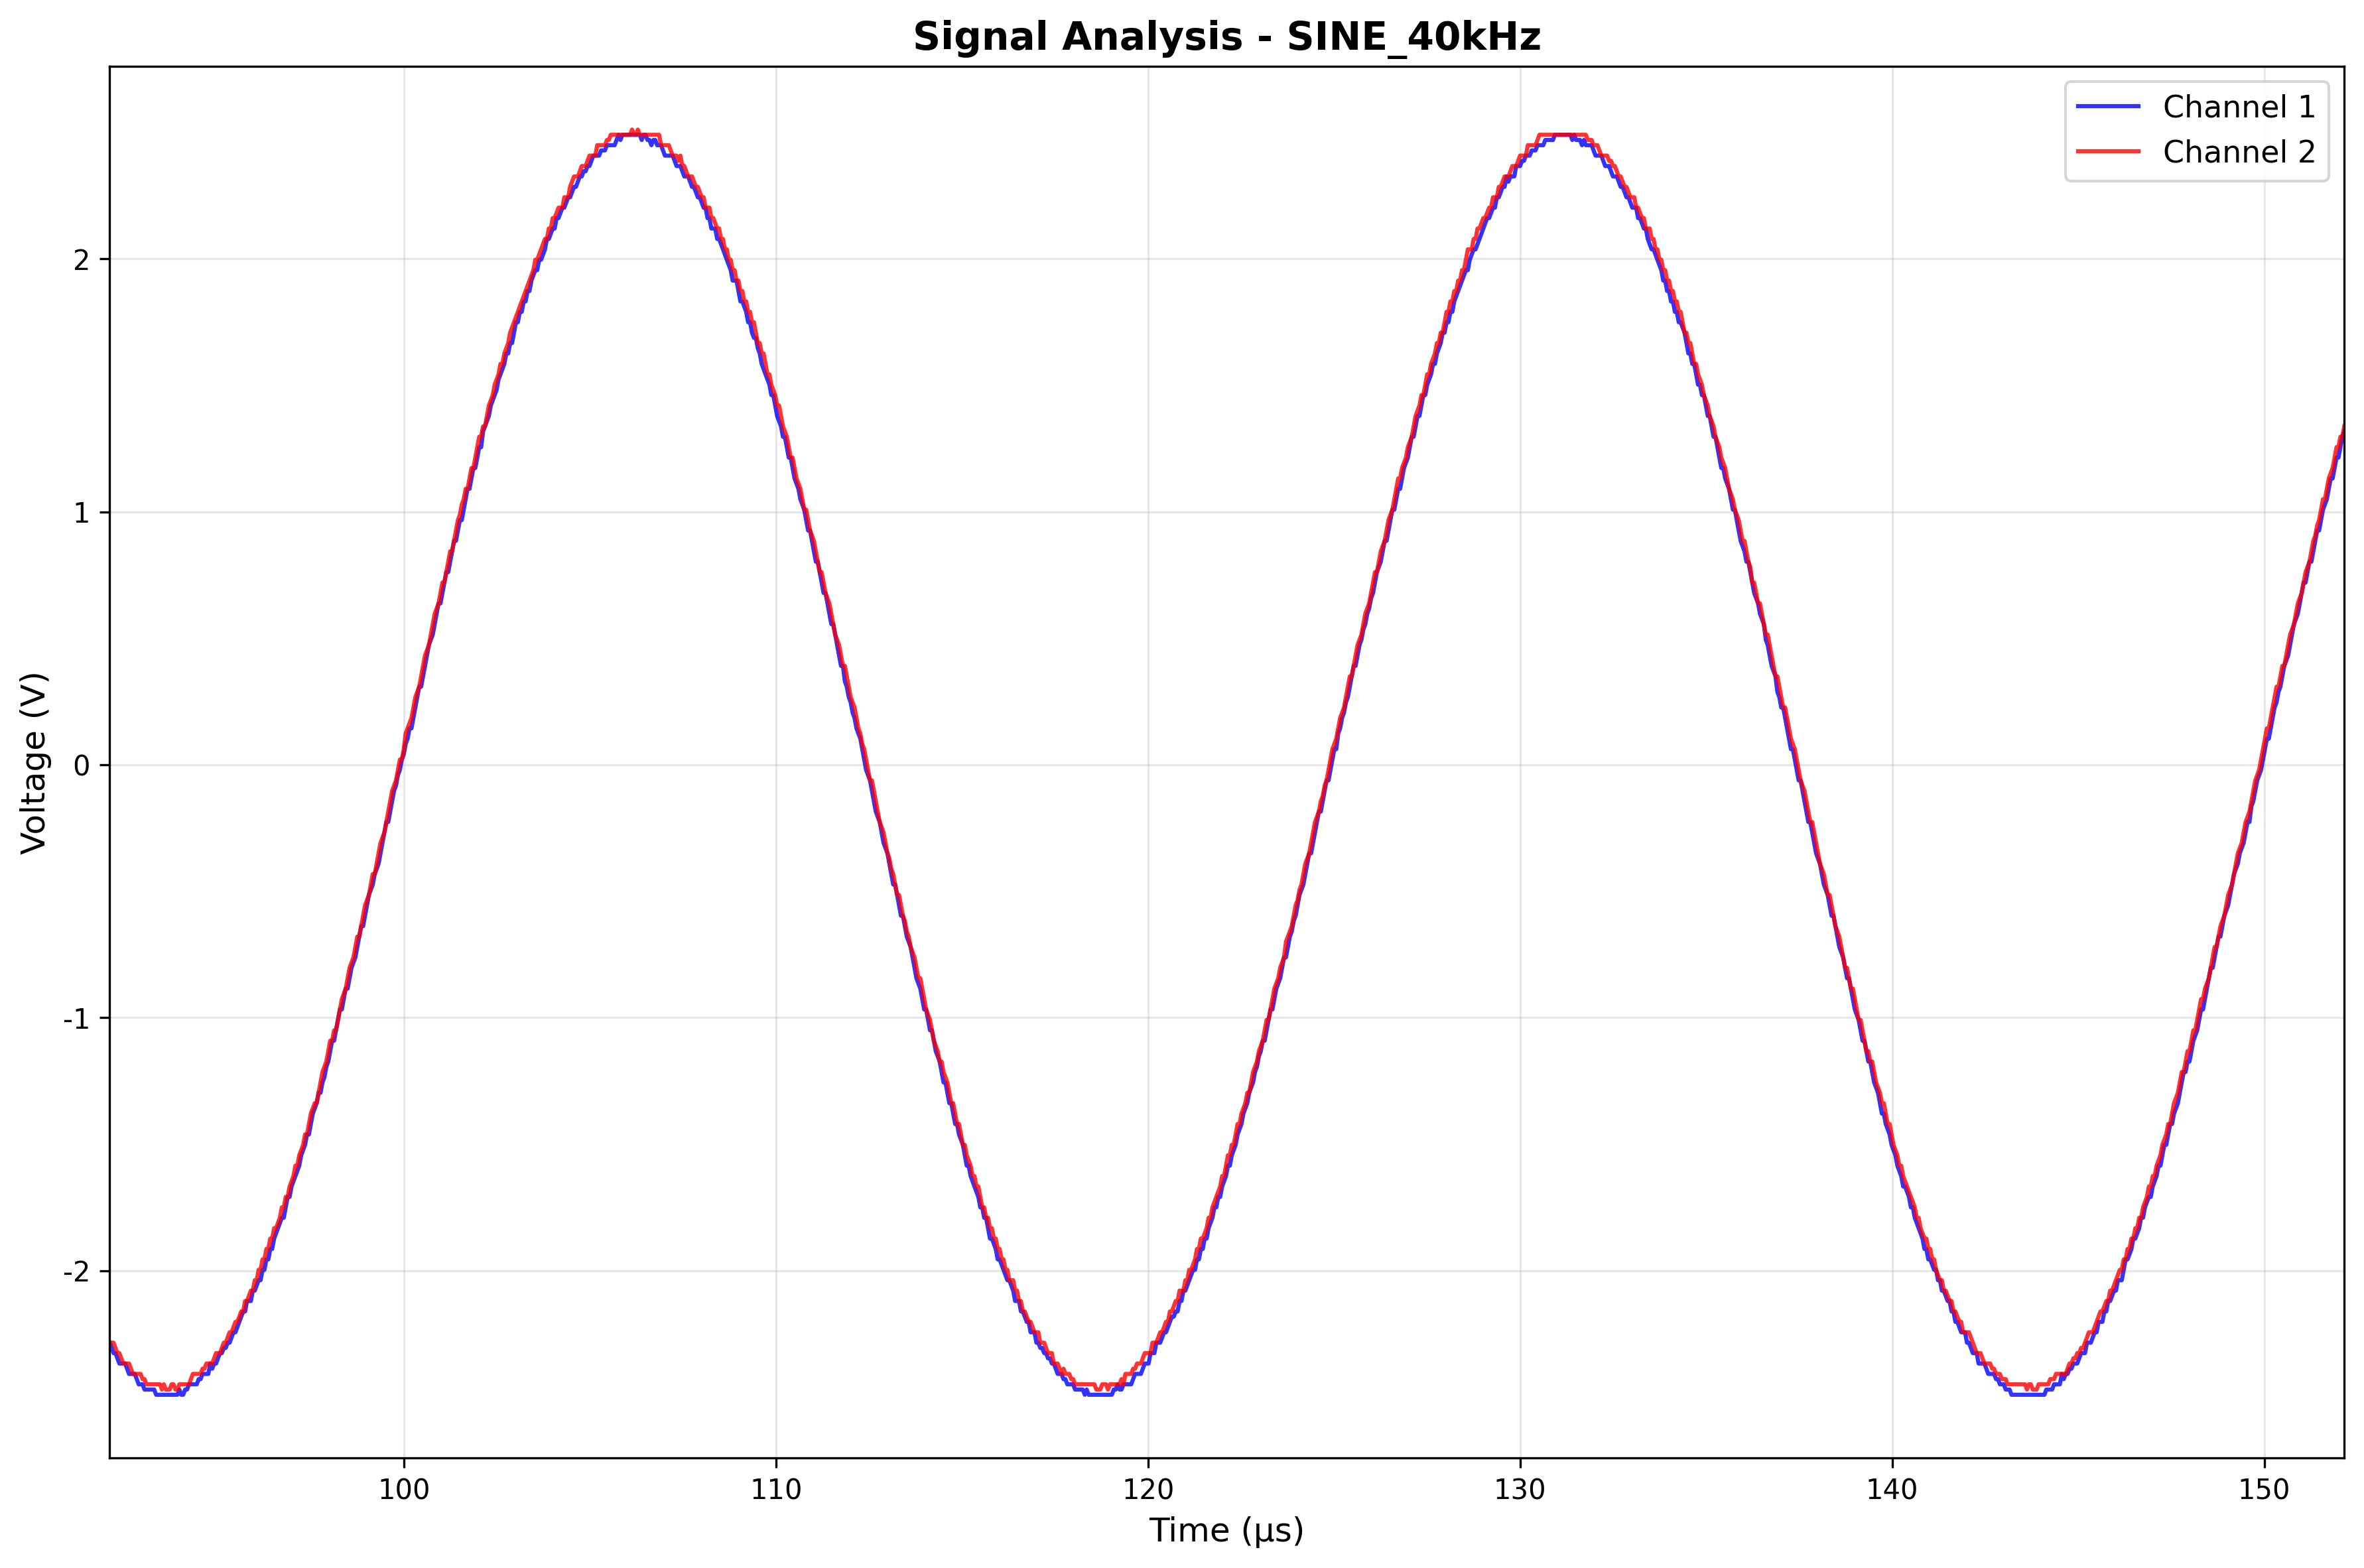 Signal Analysis - SINE_40kHz
Channel 1
Channel 2
Voltage (V)
2
1
0
-1
-2
100 110 120 130 140 150
Time (µs)